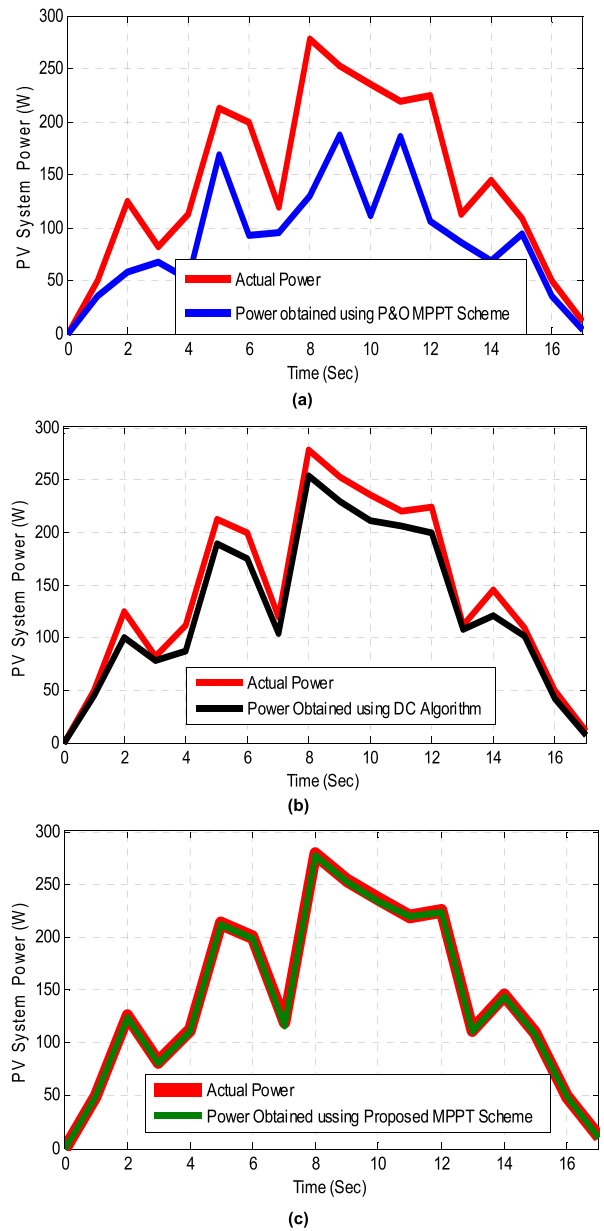 300
250
200
150
100
50
0
PV System Power (W)
Actual Power
Power obtained using P&O MPPT Scheme
0 2 4 6 8 10 12 14 16
Time (Sec)
(a)
300
250
200
150
100
50
0
PV System Power (W)
Actual Power
Power Obtained using DC Algorithm
0 2 4 6 8 10 12 14 16
Time (Sec)
(b)
300
250
200
150
100
50
0
PV System Power (W)
Actual Power
Power Obtained ussing Proposed MPPT Scheme
0 2 4 6 8 10 12 14 16
Time (Sec)
(c)